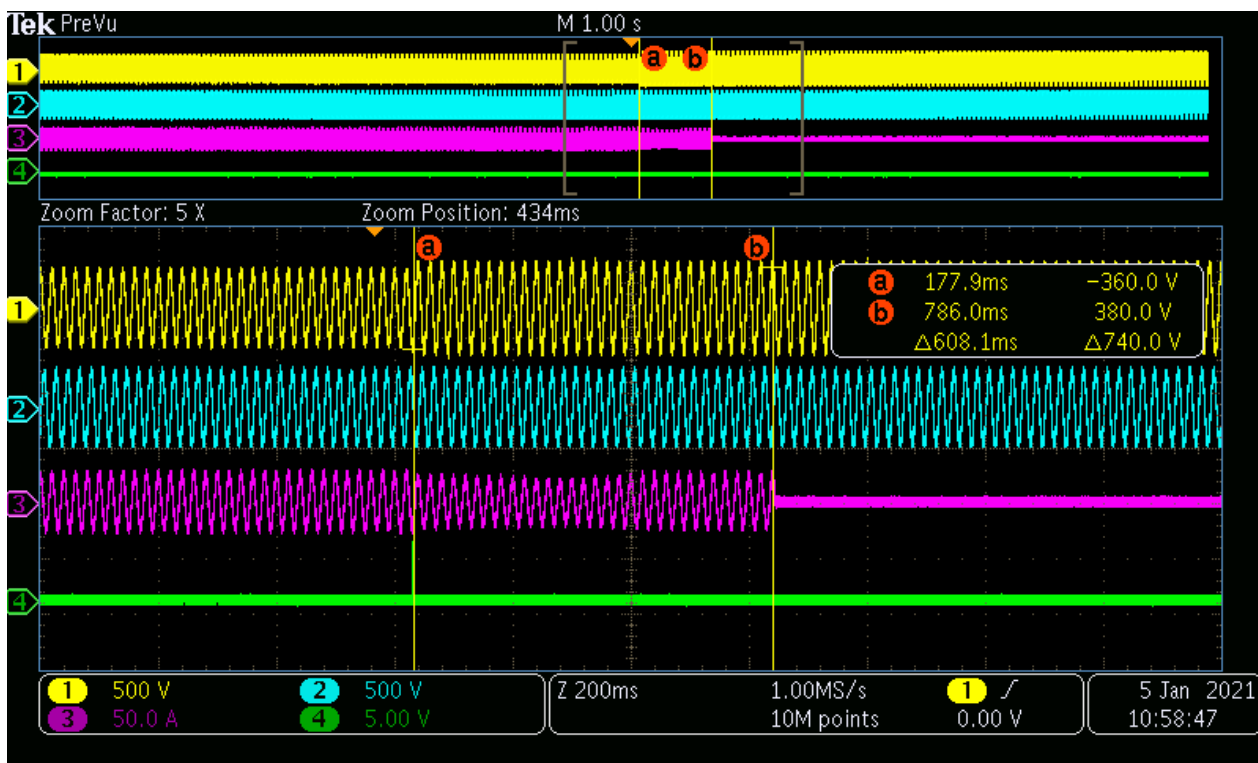 Tek PreVu M 1.00 s
a b
1
2
3
4
Zoom Factor: 5 X Zoom Position: 434ms
a b
a 177.9ms −360.0 V
b 786.0ms 380.0 V
Δ608.1ms Δ740.0 V
1
2
3
4
1 500 V 2 500 V Z 200ms 1.00MS/s 1 5 Jan 2021
3 50.0 A 4 5.00 V 10M points 0.00 V 10:58:47